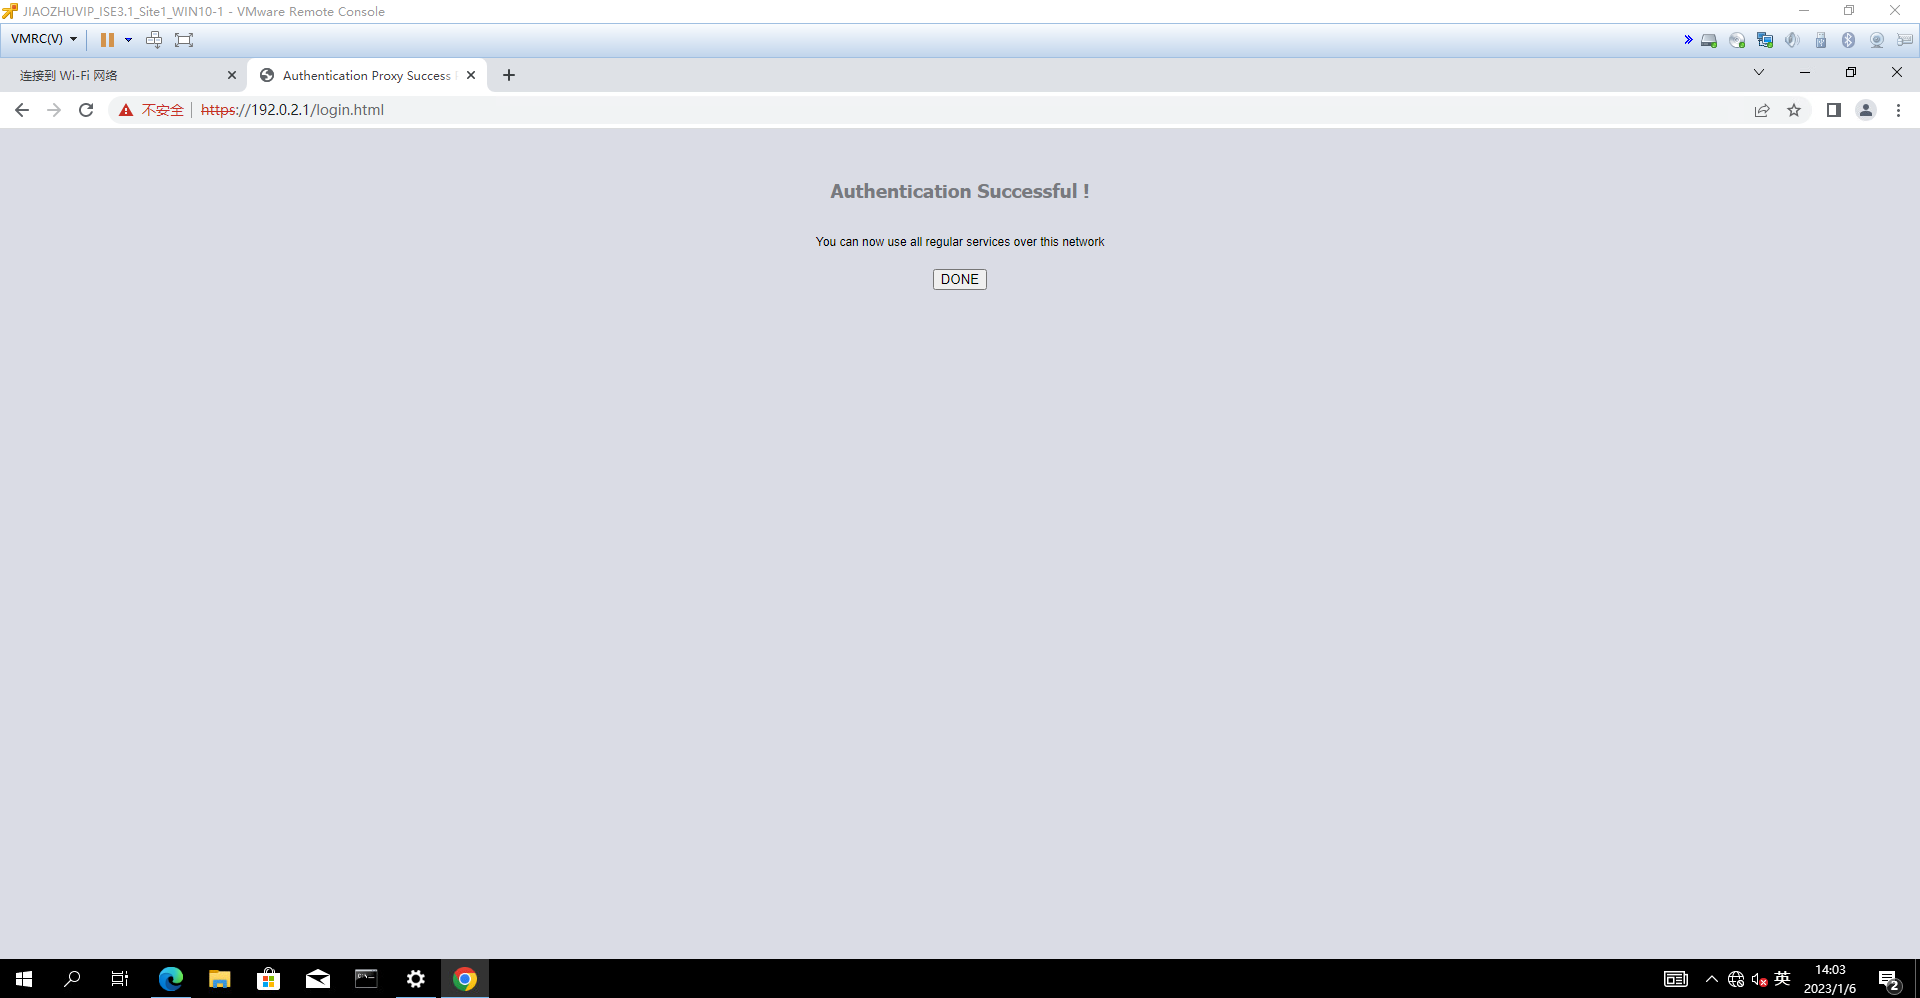 JIAOZHUVIP_ISE3.1_Site1_WIN10-1 - VMware Remote Console
VMRC(V)
连接到 Wi-Fi 网络
Authentication Proxy Success
不安全
https://192.0.2.1/login.html
Authentication Successful !
You can now use all regular services over this network
DONE
英
14:03
2023/1/6
2